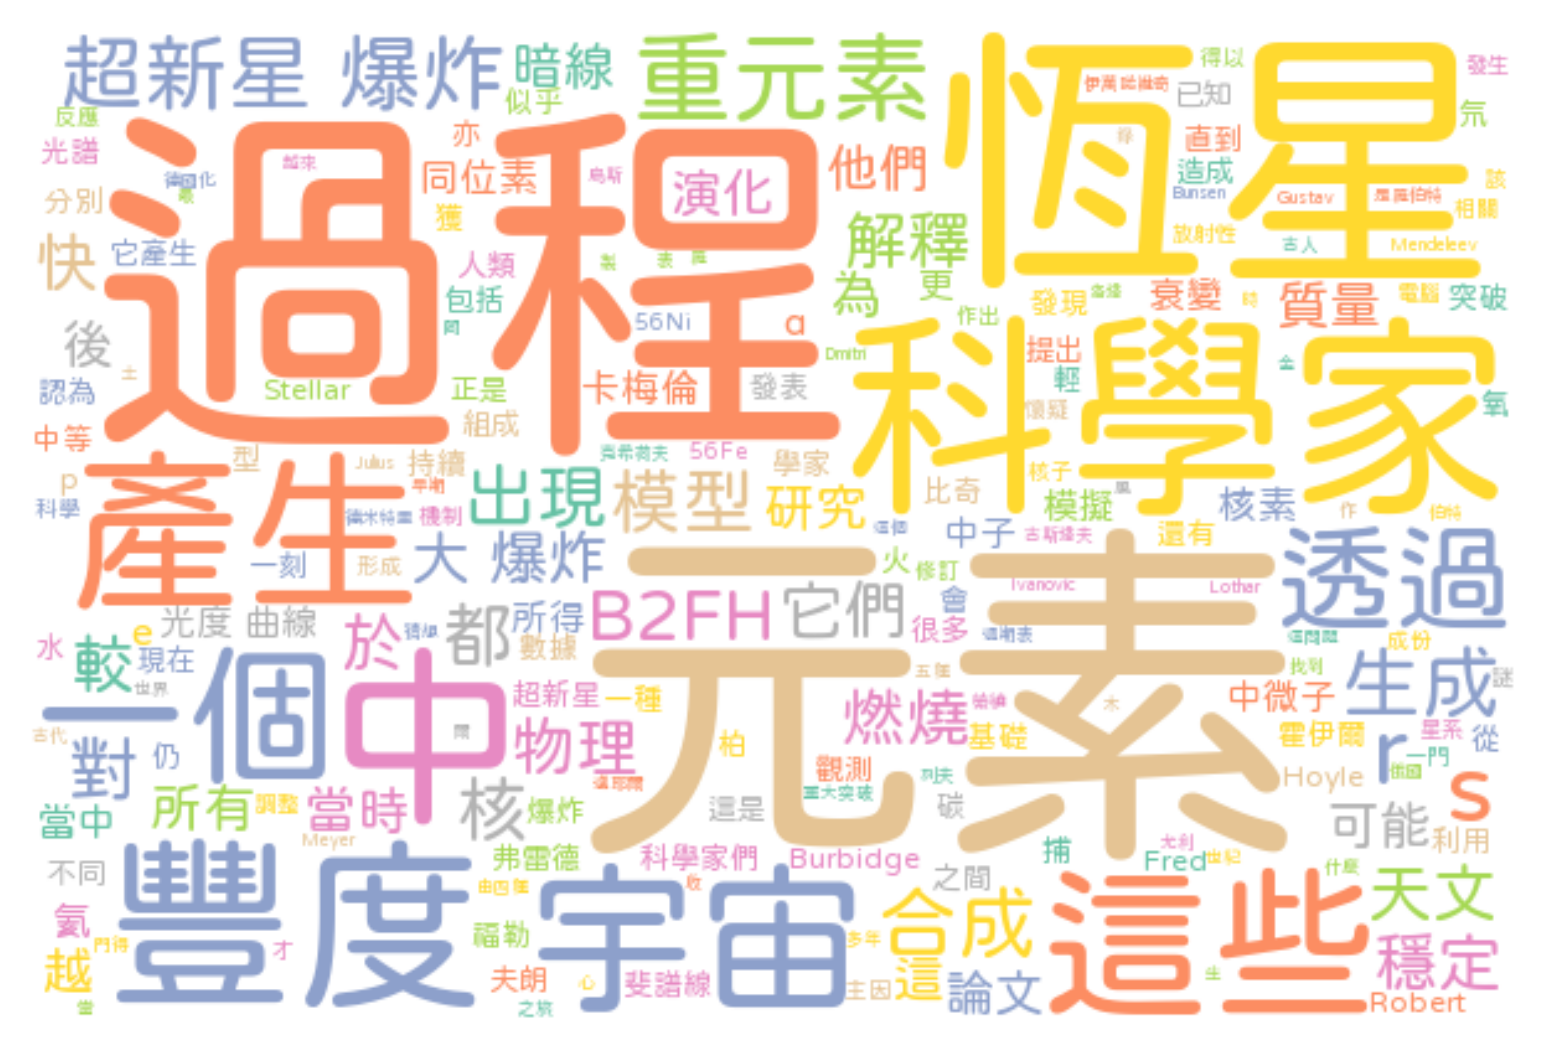 超新星 爆炸 暗線 重元素 恆星 得以 發生
似乎 已知 氘
反應 亦 直到
光譜 過程 同位素 演化 他們 造成 Bunsen
分別 獲 解釋 Gustav 該
放射性 相關
快 它產生 人類 為 更 古人 Mendeleev
包括 56Ni α 作出 發現 衰變 質量 電腦 突破
後 Dmitri 科學家 提出
認為 Stellar 正是 卡梅倫 發表 輕 氧
中等 組成 懷疑
產生 型 Julius 持續 56Fe 學家 核子
p 出現 模型 研究 比奇 模擬 核素
科學 機制 中子 還有 伯特
一刻 形成 大 爆炸 元素 火 修訂 透過
Ivanovic Lothar
e 光度 曲線 於 都 所得 B2FH 它們 會 很多
水 較 現在 數據 成份
世界 找到
一個 中 超新星 一種 燃燒 中微子 生成 謎
古代 對 仍 物理 柏 基礎 霍伊爾 r 星系 從
一門
觀測 Hoyle
當中 所有 調整 當時 核 爆炸 這是 碳 可能 s
重大突破
Meyer 利用
不同 豐度 弗雷德 科學家們 Burbidge 之間 捕 Fred 世紀 什麼
氦 宇宙 合成 這些 天文
越 才 福勒 多年 穩定
夫朗 斐譜線 主因 這 論文 Robert
之旅